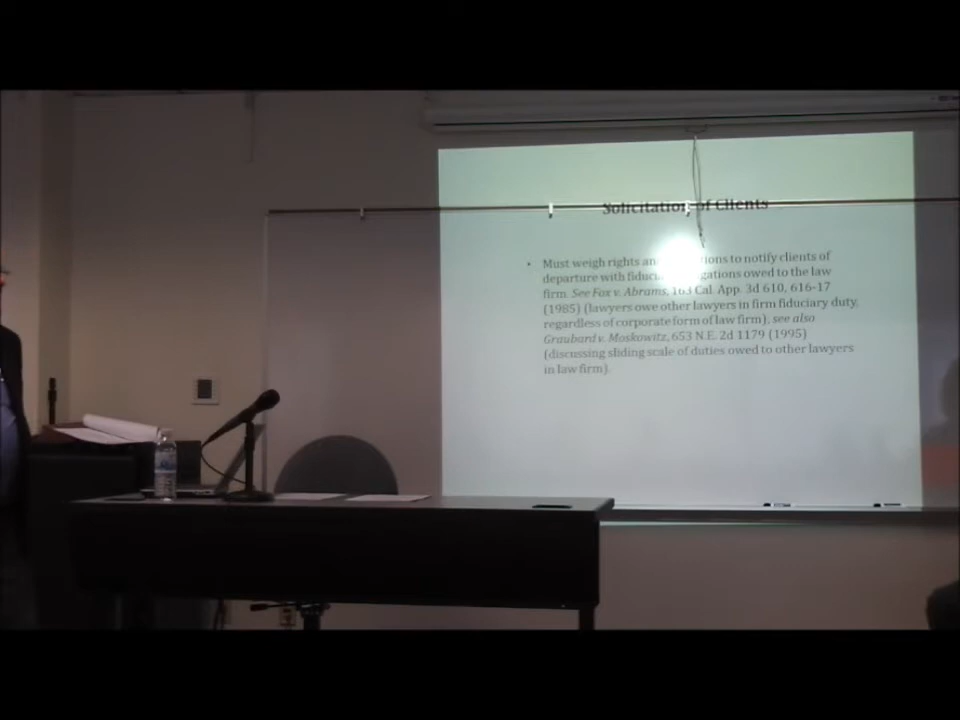 Solicitation of Clients
• Must weigh rights and to notify clients of
departure with owed to the law
firm. See Fox v. Abrams, 163 Cal. App. 3d 610, 616-17
(1985) (lawyers owe other lawyers in firm fiduciary duty,
regardless of corporate form of law firm), see also
Graubard v. Moskowitz, 653 N.E. 2d 1179 (1995)
(discussing sliding scale of duties owed to other lawyers
in law firm).